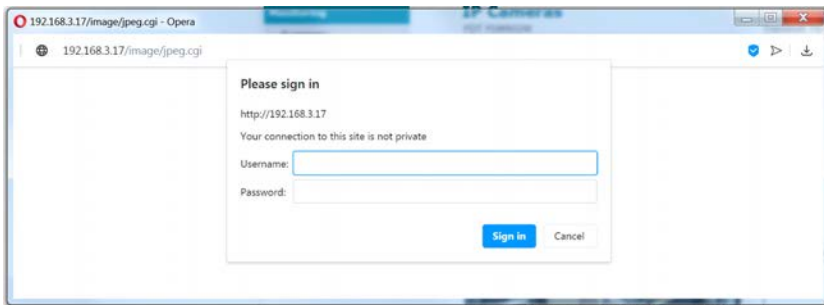 Monitoring
IP Cameras
192.168.3.17/image/jpeg.cgi - Opera
192.168.3.17/image/jpeg.cgi
Please sign in
http://192.168.3.17
Your connection to this site is not private
Username:
Password:
Sign in
Cancel